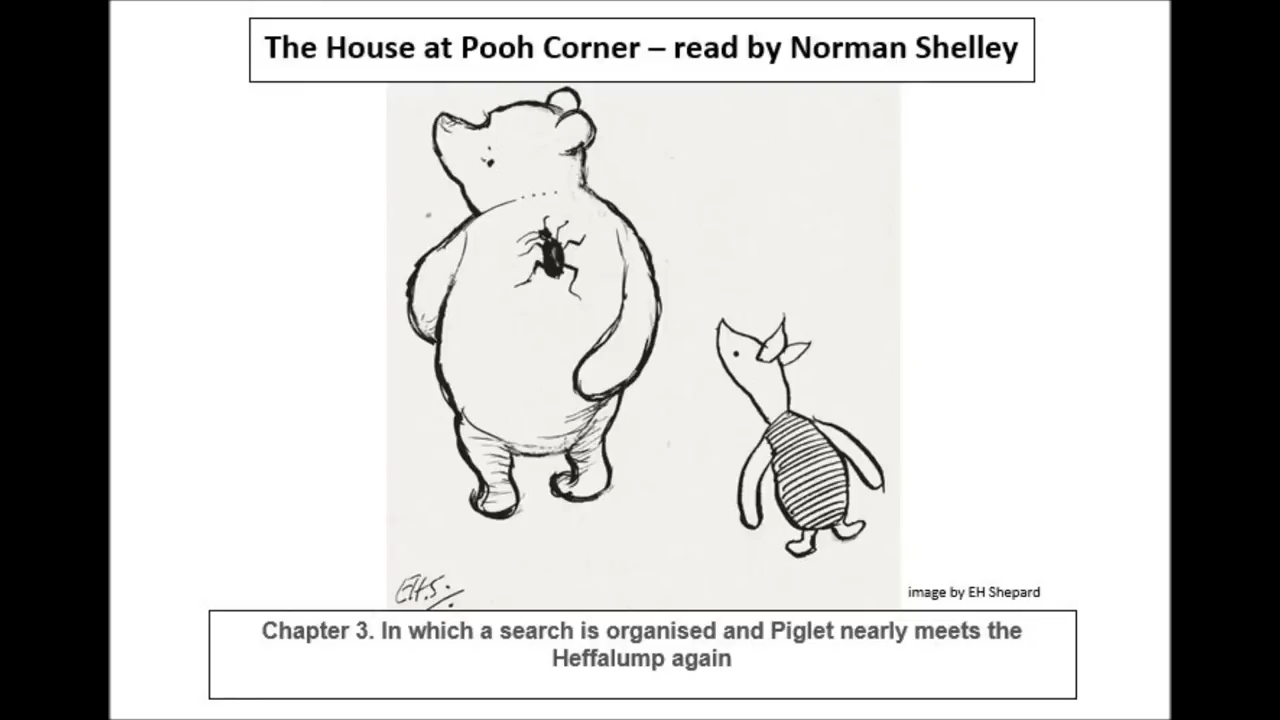 The House at Pooh Corner – read by Norman Shelley
EHS.
image by EH Shepard
Chapter 3. In which a search is organised and Piglet nearly meets the
Heffalump again